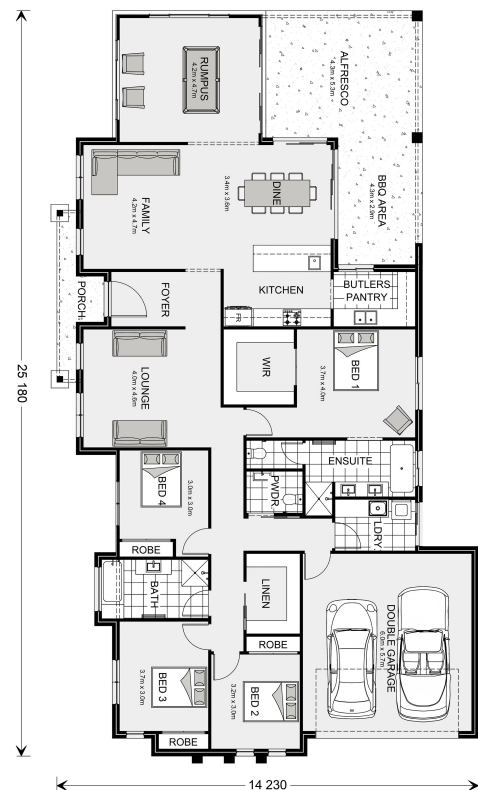 RUMPUS
4.2m x 4.7m
ALFRESCO
4.3m x 5.3m
FAMILY
4.2m x 4.7m
DINE
3.4m x 3.6m
BBQ AREA
4.3m x 2.9m
PORCH
FOYER
KITCHEN
FR
BUTLERS
PANTRY
LOUNGE
4.0m x 4.6m
WIR
BED 1
3.7m x 4.0m
25 180
ENSUITE
PWDR
BED 4
3.0m x 3.0m
LDRY
ROBE
BATH
LINEN
DOUBLE GARAGE
6.0m x 5.7m
ROBE
BED 3
3.7m x 3.0m
BED 2
3.2m x 3.0m
ROBE
14 230